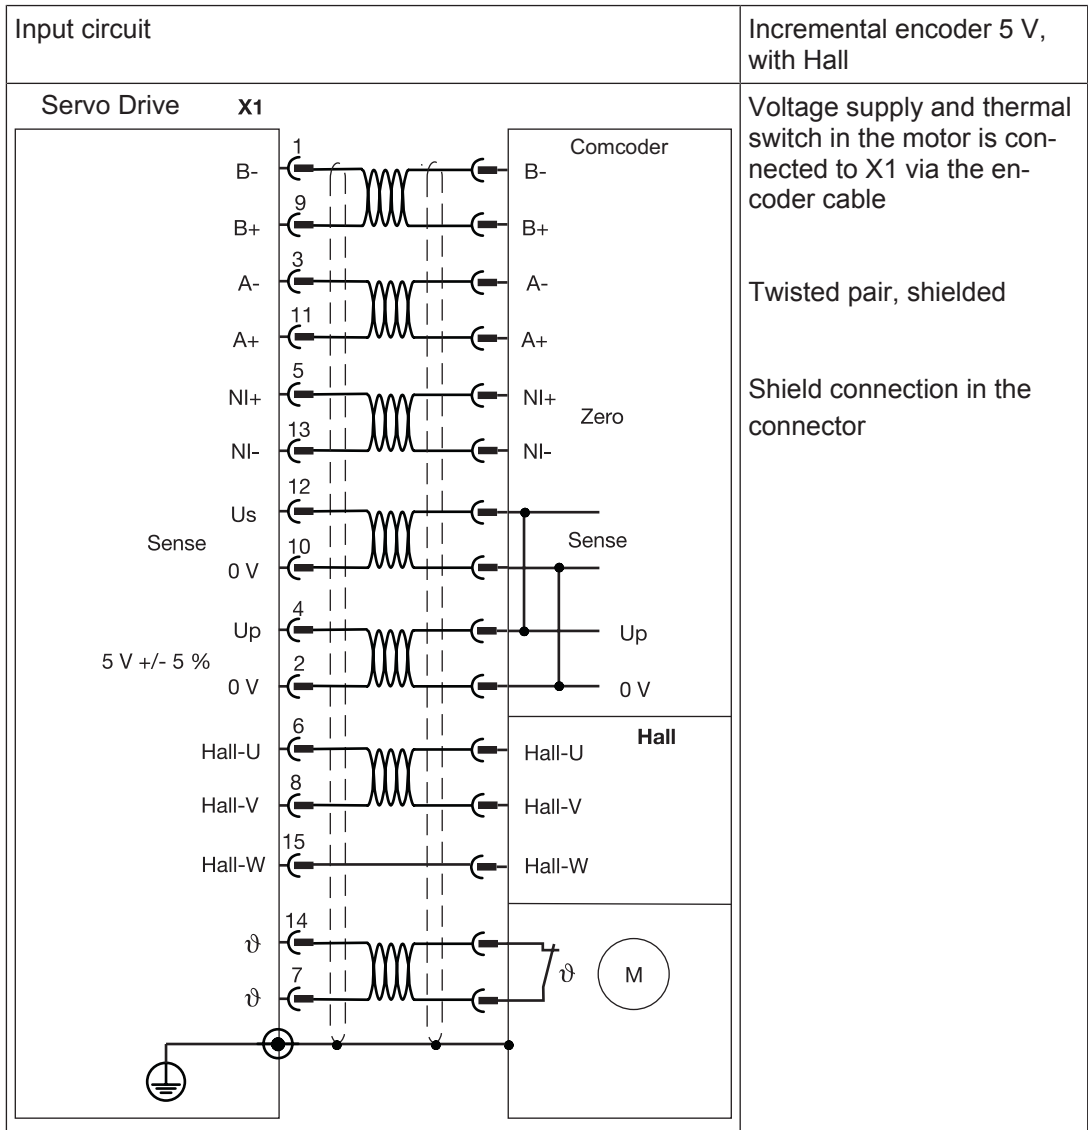 Input circuit
Incremental encoder 5 V,
with Hall
Servo Drive X1
Voltage supply and thermal
switch in the motor is con-
nected to X1 via the en-
coder cable
Twisted pair, shielded
Shield connection in the
connector
Comcoder
B- 1 B-
B+ 9 B+
A- 3 A-
A+ 11 A+
NI+ 5 NI+
Zero
NI- 13 NI-
Us 12
Sense Sense
0 V 10
Up 4 Up
5 V +/- 5 %
0 V 2 0 V
Hall
Hall-U 6 Hall-U
Hall-V 8 Hall-V
Hall-W 15 Hall-W
ϑ 14
ϑ M
ϑ 7